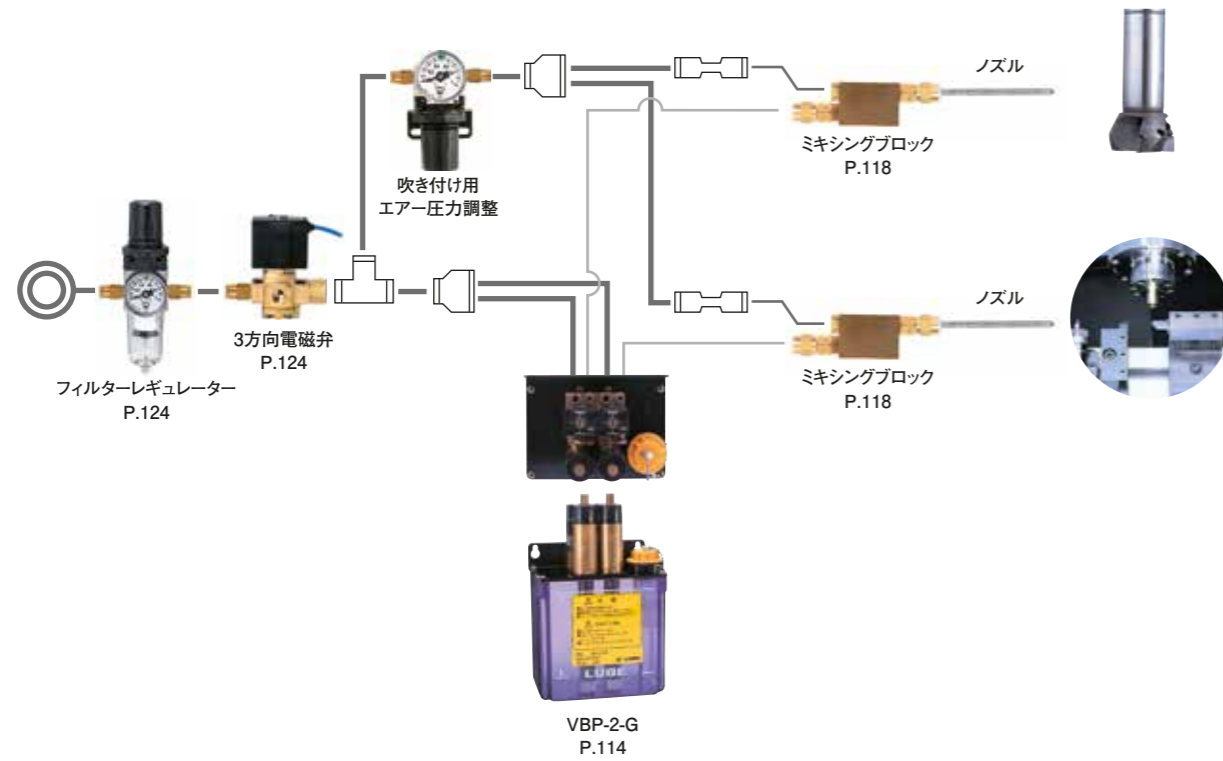 ノズル
ミキシングブロック
P.118
吹き付け用
エアー圧力調整
3方向電磁弁
P.124
フィルターレギュレーター
P.124
ノズル
ミキシングブロック
P.118
LUBE
VBP-2-G
P.114